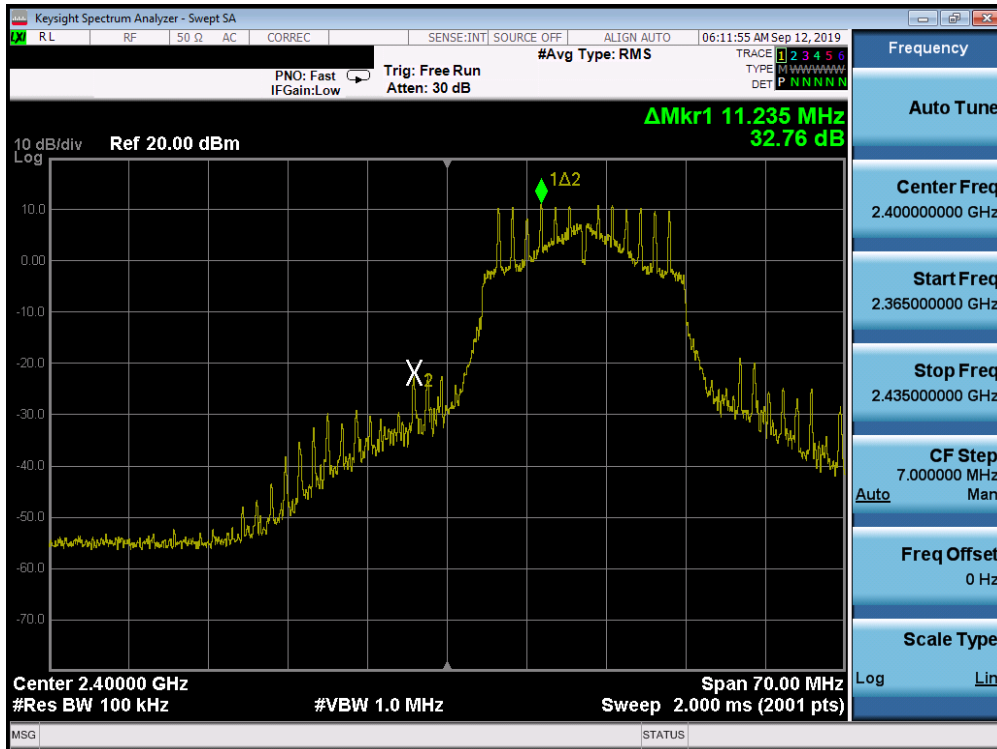 Keysight Spectrum Analyzer - Swept SA
LXI RL RF 50 Ω AC CORREC SENSE:INT SOURCE OFF ALIGN AUTO 06:11:55 AM Sep 12, 2019
Frequency
#Avg Type: RMS
TRACE 1 2 3 4 5 6
PNO: Fast Trig: Free Run
TYPE M W W W W W
IFGain:Low Atten: 30 dB
DET P N N N N N
Auto Tune
ΔMkr1 11.235 MHz
32.76 dB
10 dB/div Ref 20.00 dBm
Log
1Δ2
10.0
0.00
-10.0
-20.0
2
-30.0
-40.0
-50.0
-60.0
-70.0
Center Freq
2.400000000 GHz
Start Freq
2.365000000 GHz
Stop Freq
2.435000000 GHz
CF Step
7.000000 MHz
Auto Man
Freq Offset
0 Hz
Scale Type
Log Lin
Center 2.40000 GHz Span 70.00 MHz
#Res BW 100 kHz #VBW 1.0 MHz Sweep 2.000 ms (2001 pts)
MSG STATUS